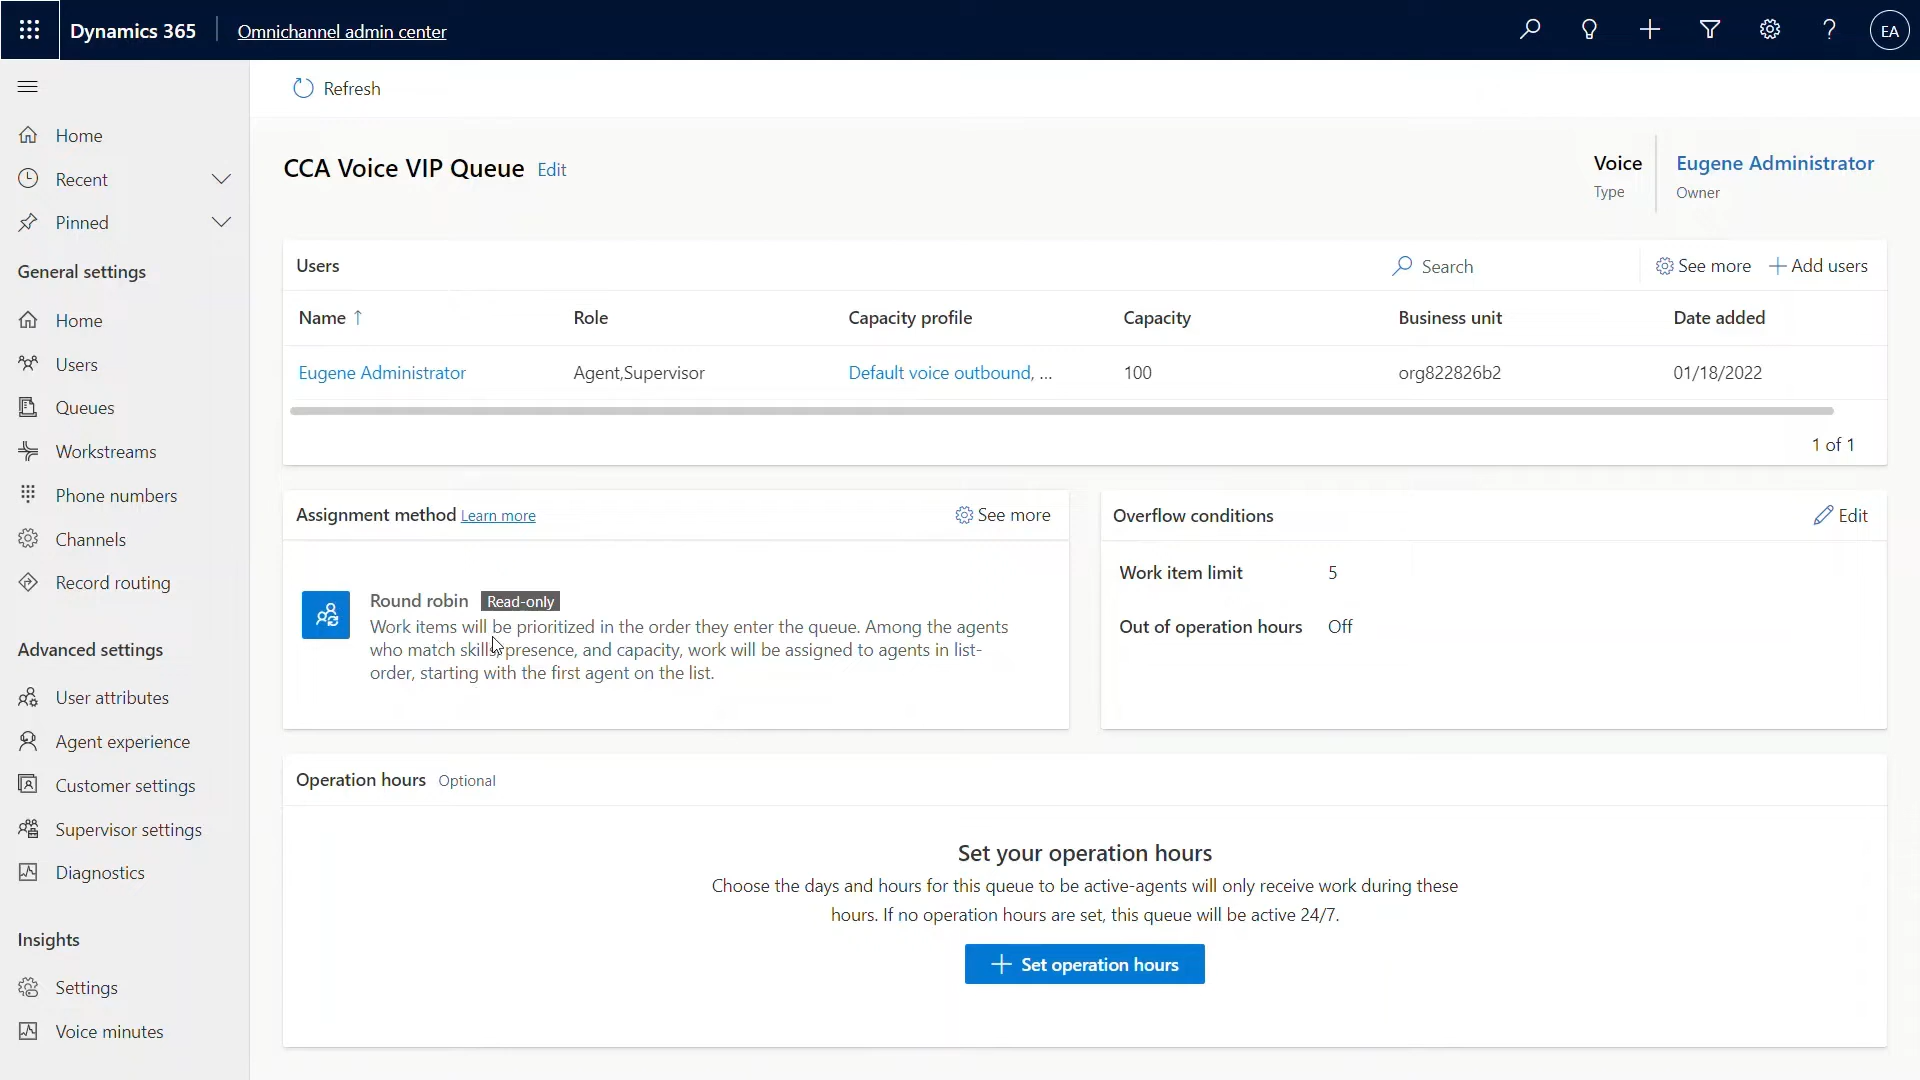 Dynamics 365
Omnichannel admin center
EA
Refresh
Home
Recent
Pinned
General settings
Home
Users
Queues
Workstreams
Phone numbers
Channels
Record routing
Advanced settings
User attributes
Agent experience
Customer settings
Supervisor settings
Diagnostics
Insights
Settings
Voice minutes
CCA Voice VIP Queue Edit
Voice
Type
Eugene Administrator
Owner
Users
Search
See more
Add users
Name Role Capacity profile Capacity Business unit Date added
Eugene Administrator Agent,Supervisor Default voice outbound, ... 100 org822826b2 01/18/2022
1 of 1
Assignment method Learn more
See more
Round robin Read-only
Work items will be prioritized in the order they enter the queue. Among the agents
who match skills, presence, and capacity, work will be assigned to agents in list-
order, starting with the first agent on the list.
Overflow conditions
Edit
Work item limit 5
Out of operation hours Off
Operation hours Optional
Set your operation hours
Choose the days and hours for this queue to be active-agents will only receive work during these
hours. If no operation hours are set, this queue will be active 24/7.
Set operation hours